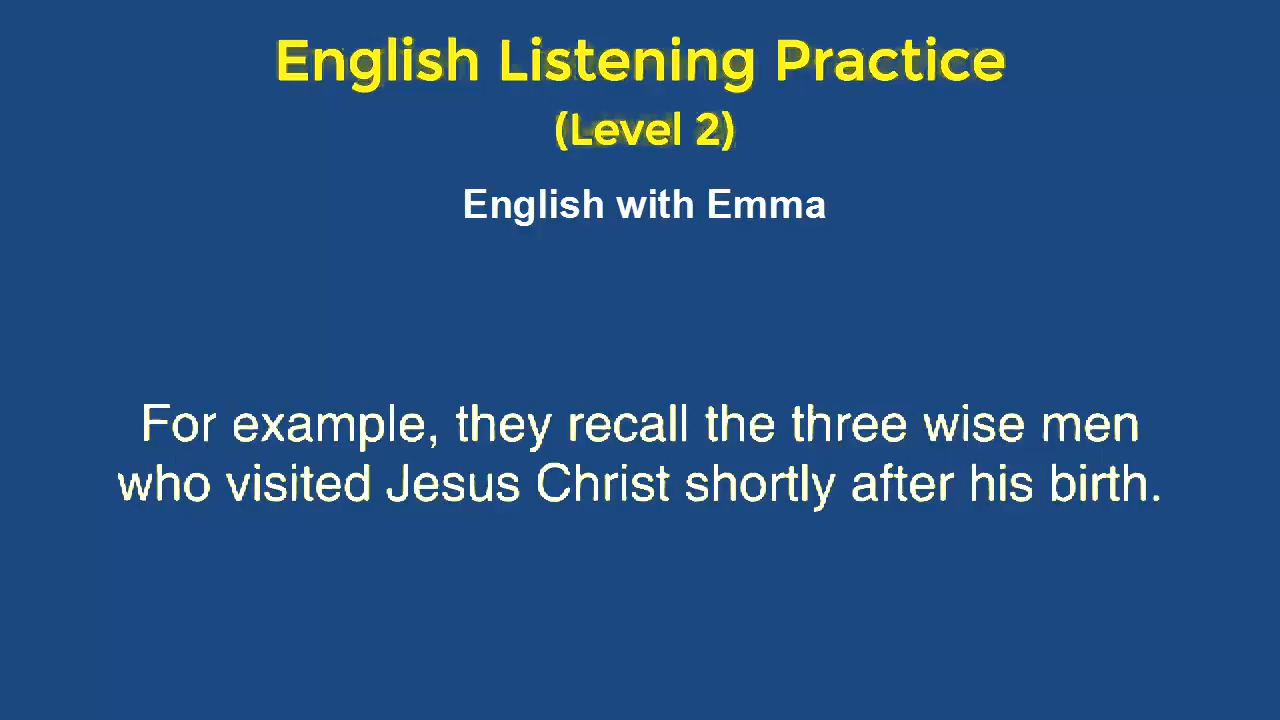 English Listening Practice
(Level 2)
English with Emma
For example, they recall the three wise men
who visited Jesus Christ shortly after his birth.